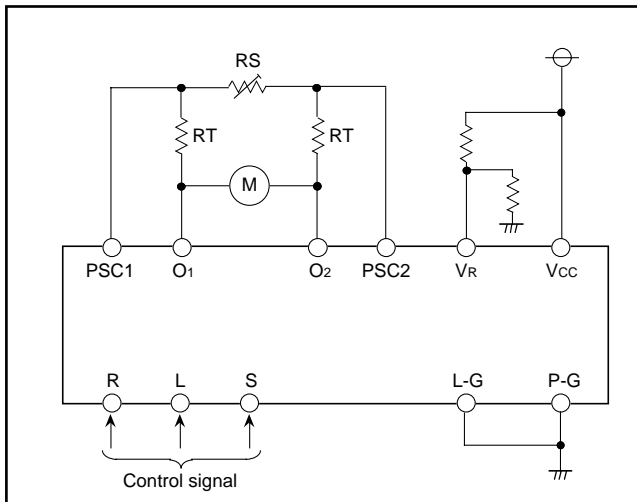 RS
RT
RT
M
PSC1
O1
O2
PSC2
VR
VCC
R
L
S
L-G
P-G
Control signal